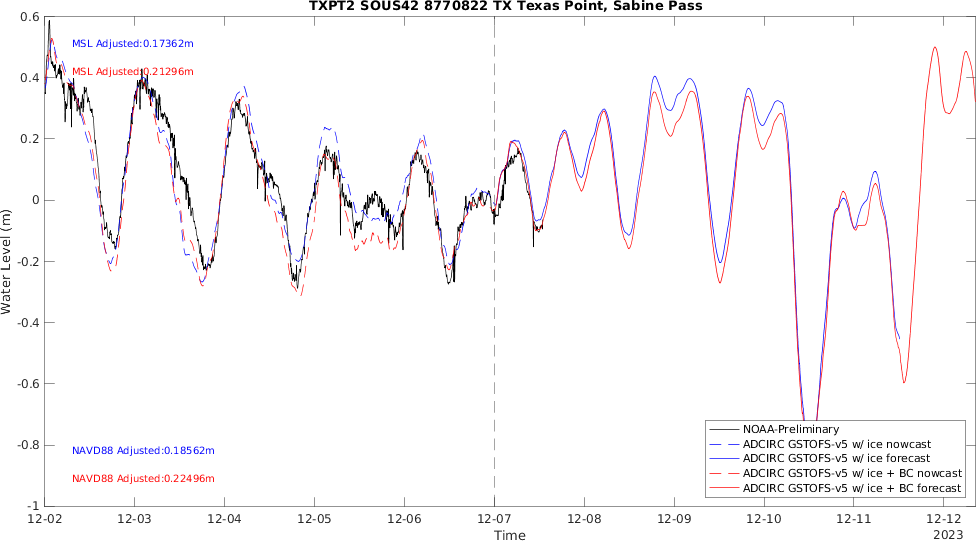 TXPT2 SOUS42 8770822 TX Texas Point, Sabine Pass
0.6
0.4
0.2
0
-0.2
-0.4
-0.6
-0.8
-1
Water Level (m)
MSL Adjusted:0.17362m
MSL Adjusted:0.21296m
NAVD88 Adjusted:0.18562m
NAVD88 Adjusted:0.22496m
NOAA-Preliminary
ADCIRC GSTOFS-v5 w/ ice nowcast
ADCIRC GSTOFS-v5 w/ ice forecast
ADCIRC GSTOFS-v5 w/ ice + BC nowcast
ADCIRC GSTOFS-v5 w/ ice + BC forecast
12-02 12-03 12-04 12-05 12-06 12-07 12-08 12-09 12-10 12-11 12-12
Time
2023